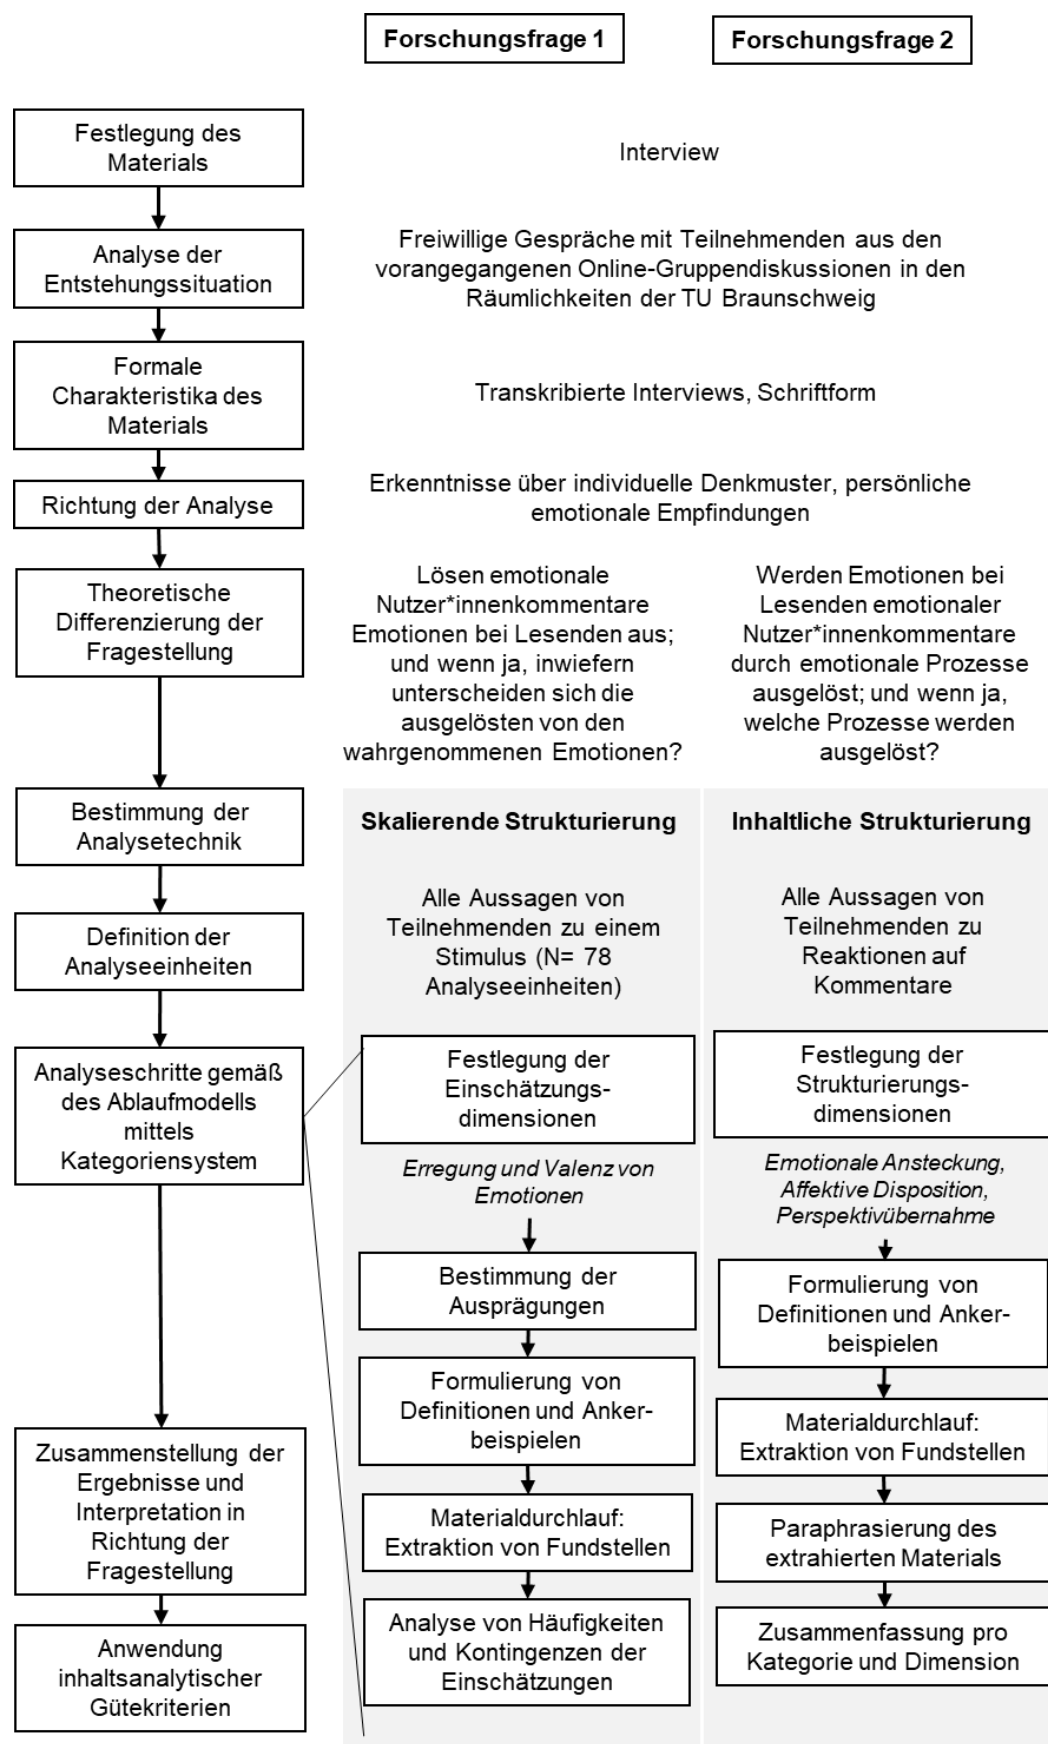 Forschungsfrage 1
Forschungsfrage 2
Festlegung des
Materials
Interview
Analyse der
Entstehungssituation
Freiwillige Gespräche mit Teilnehmenden aus den
vorangegangenen Online-Gruppendiskussionen in den
Räumlichkeiten der TU Braunschweig
Formale
Charakteristika des
Materials
Transkribierte Interviews, Schriftform
Richtung der Analyse
Erkenntnisse über individuelle Denkmuster, persönliche
emotionale Empfindungen
Theoretische
Differenzierung der
Fragestellung
Lösen emotionale
Nutzer*innenkommentare
Emotionen bei Lesenden aus;
und wenn ja, inwiefern
unterscheiden sich die
ausgelösten von den
wahrgenommenen Emotionen?
Werden Emotionen bei
Lesenden emotionaler
Nutzer*innenkommentare
durch emotionale Prozesse
ausgelöst; und wenn ja,
welche Prozesse werden
ausgelöst?
Bestimmung der
Analysetechnik
Skalierende Strukturierung
Inhaltliche Strukturierung
Definition der
Analyseeinheiten
Alle Aussagen von
Teilnehmenden zu einem
Stimulus (N= 78
Analyseeinheiten)
Alle Aussagen von
Teilnehmenden zu
Reaktionen auf
Kommentare
Analyseschritte gemäß
des Ablaufmodells
mittels
Kategoriensystem
Festlegung der
Einschätzungs-
dimensionen
Erregung und Valenz von
Emotionen
Bestimmung der
Ausprägungen
Formulierung von
Definitionen und Anker-
beispielen
Materialdurchlauf:
Extraktion von Fundstellen
Analyse von Häufigkeiten
und Kontingenzen der
Einschätzungen
Festlegung der
Strukturierungs-
dimensionen
Emotionale Ansteckung,
Affektive Disposition,
Perspektivübernahme
Formulierung von
Definitionen und Anker-
beispielen
Materialdurchlauf:
Extraktion von Fundstellen
Paraphrasierung des
extrahierten Materials
Zusammenfassung pro
Kategorie und Dimension
Zusammenstellung der
Ergebnisse und
Interpretation in
Richtung der
Fragestellung
Anwendung
inhaltsanalytischer
Gütekriterien